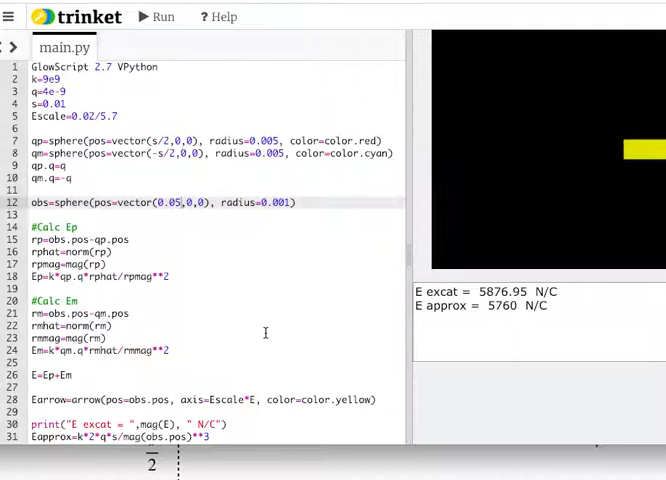 trinket
Run
? Help
main.py
1 GlowScript 2.7 VPython
2 k=9e9
3 q=4e-9
4 s=0.01
5 Escale=0.02/5.7
6
7 qp=sphere(pos=vector(s/2,0,0), radius=0.005, color=color.red)
8 qm=sphere(pos=vector(-s/2,0,0), radius=0.005, color=color.cyan)
9 qp.q=q
10 qm.q=-q
11
12 obs=sphere(pos=vector(0.05,0,0), radius=0.001)
13
14 #Calc Ep
15 rp=obs.pos-qp.pos
16 rphat=norm(rp)
17 rpmag=mag(rp)
18 Ep=k*qp.q*rphat/rpmag**2
19
20 #Calc Em
21 rm=obs.pos-qm.pos
22 rmhat=norm(rm)
23 rmmag=mag(rm)
24 Em=k*qm.q*rmhat/rmmag**2
25
26 E=Ep+Em
27
28 Earrow=arrow(pos=obs.pos, axis=Escale*E, color=color.yellow)
29
30 print("E excat = ",mag(E), " N/C")
31 Eapprox=k*2*q*s/mag(obs.pos)**3
E excat = 5876.95 N/C
E approx = 5760 N/C
2